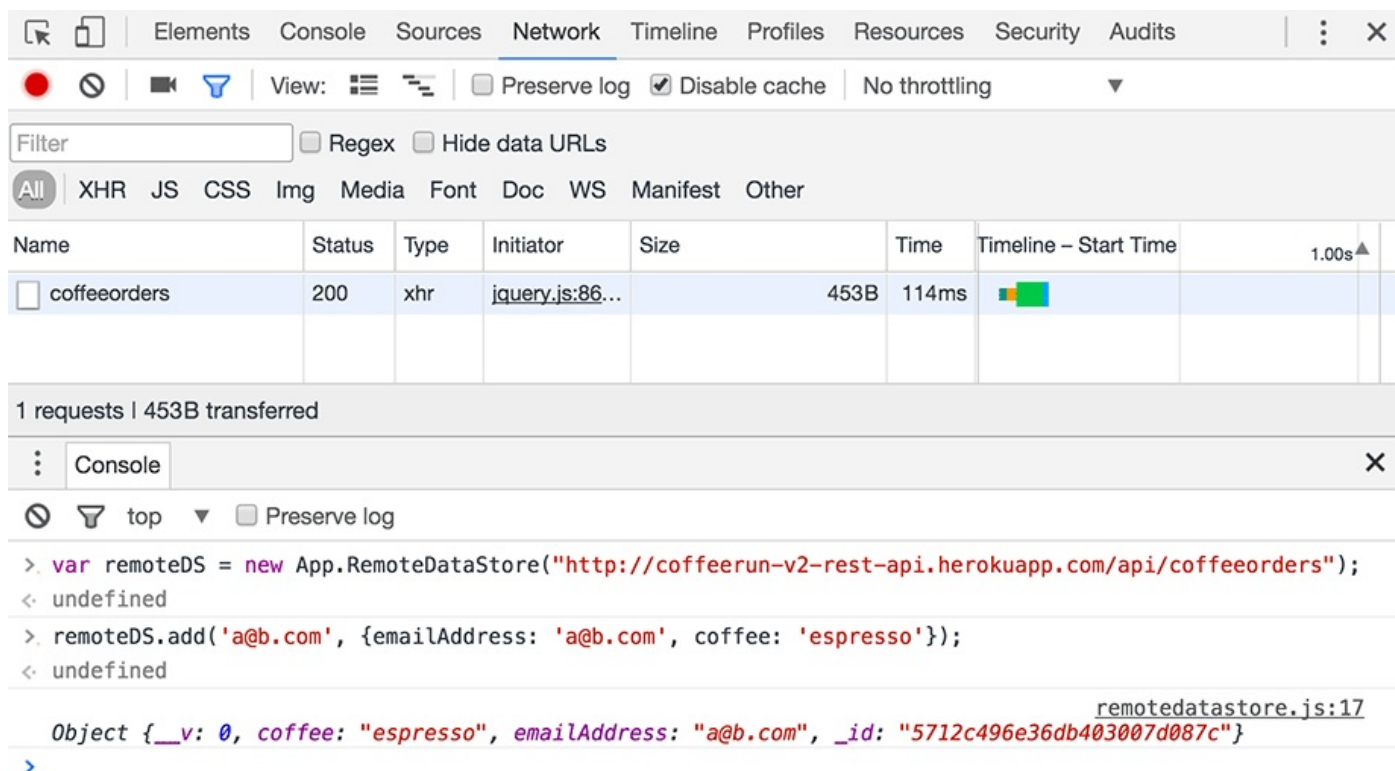 Elements Console Sources Network Timeline Profiles Resources Security Audits
View: Preserve log Disable cache No throttling
Filter Regex Hide data URLs
All XHR JS CSS Img Media Font Doc WS Manifest Other
Name Status Type Initiator Size Time Timeline – Start Time 1.00s
coffeeorders 200 xhr jquery.js:86... 453B 114ms
1 requests | 453B transferred
Console
top Preserve log
> var remoteDS = new App.RemoteDataStore("http://coffeerun-v2-rest-api.herokuapp.com/api/coffeeorders");
< undefined
> remoteDS.add('a@b.com', {emailAddress: 'a@b.com', coffee: 'espresso'});
< undefined
remotedatastore.js:17
Object {__v: 0, coffee: "espresso", emailAddress: "a@b.com", _id: "5712c496e36db403007d087c"}
>